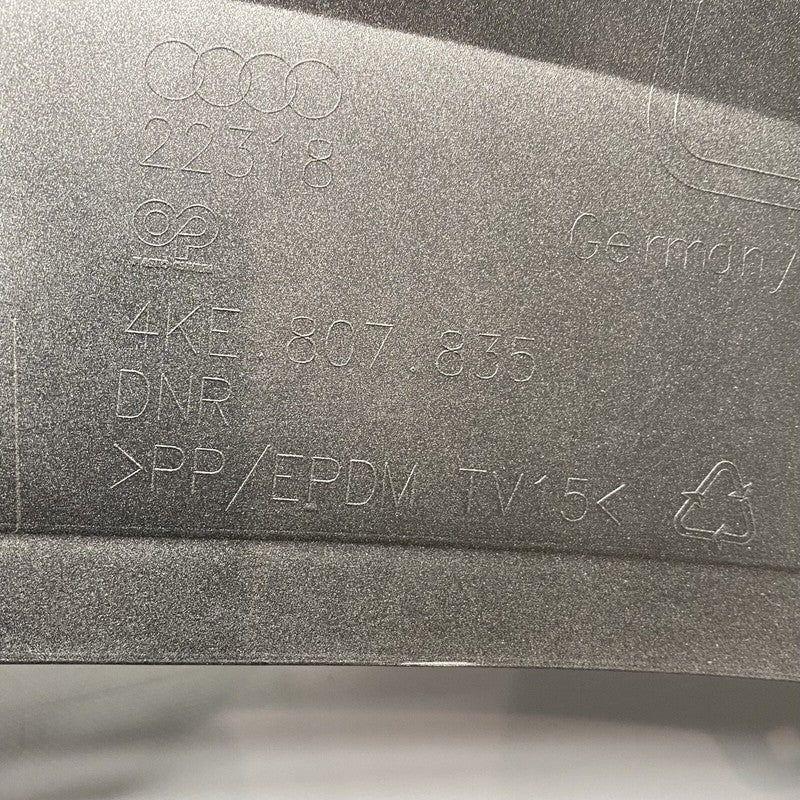 22318
Germany/
4KE 807.835
DNR
>PP/EPDM TV15<